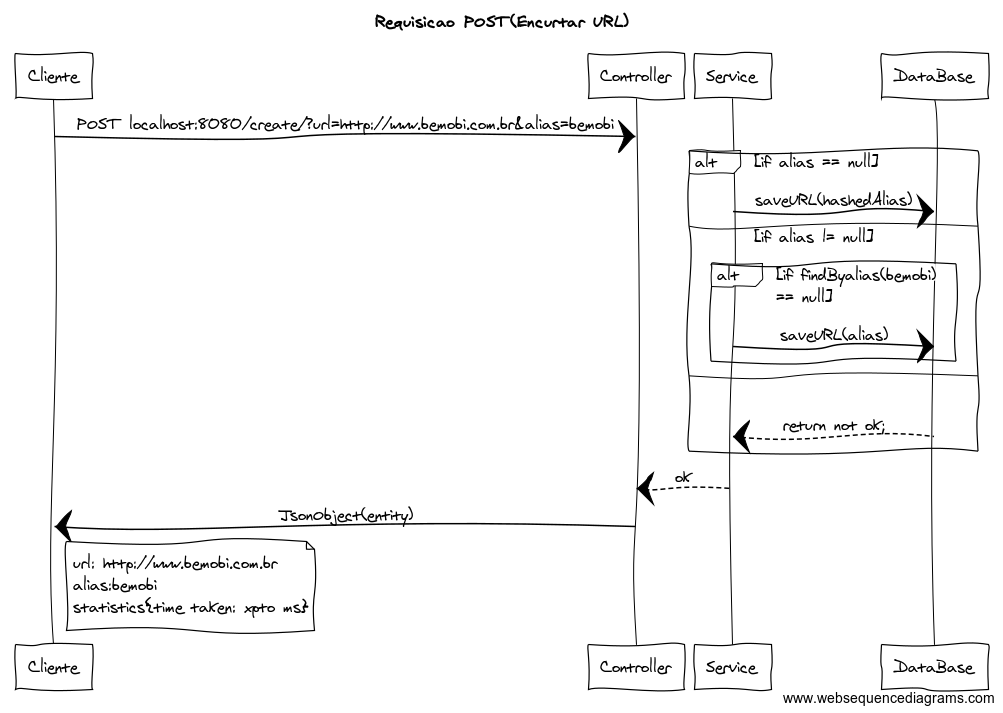 Requisicao POST(Encurtar URL)
Cliente
Controller
Service
DataBase
POST localhost:8080/create/?url=http://www.bemobi.com.br&alias=bemobi
alt
[if alias == null]
saveURL(hashedAlias)
[if alias != null]
alt
[if findByalias(bemobi)
== null]
saveURL(alias)
return not ok;
ok
JsonObject(entity)
url: http://www.bemobi.com.br
alias:bemobi
statistics{time taken: xpto ms}
Cliente
Controller
Service
DataBase
www.websequencediagrams.com